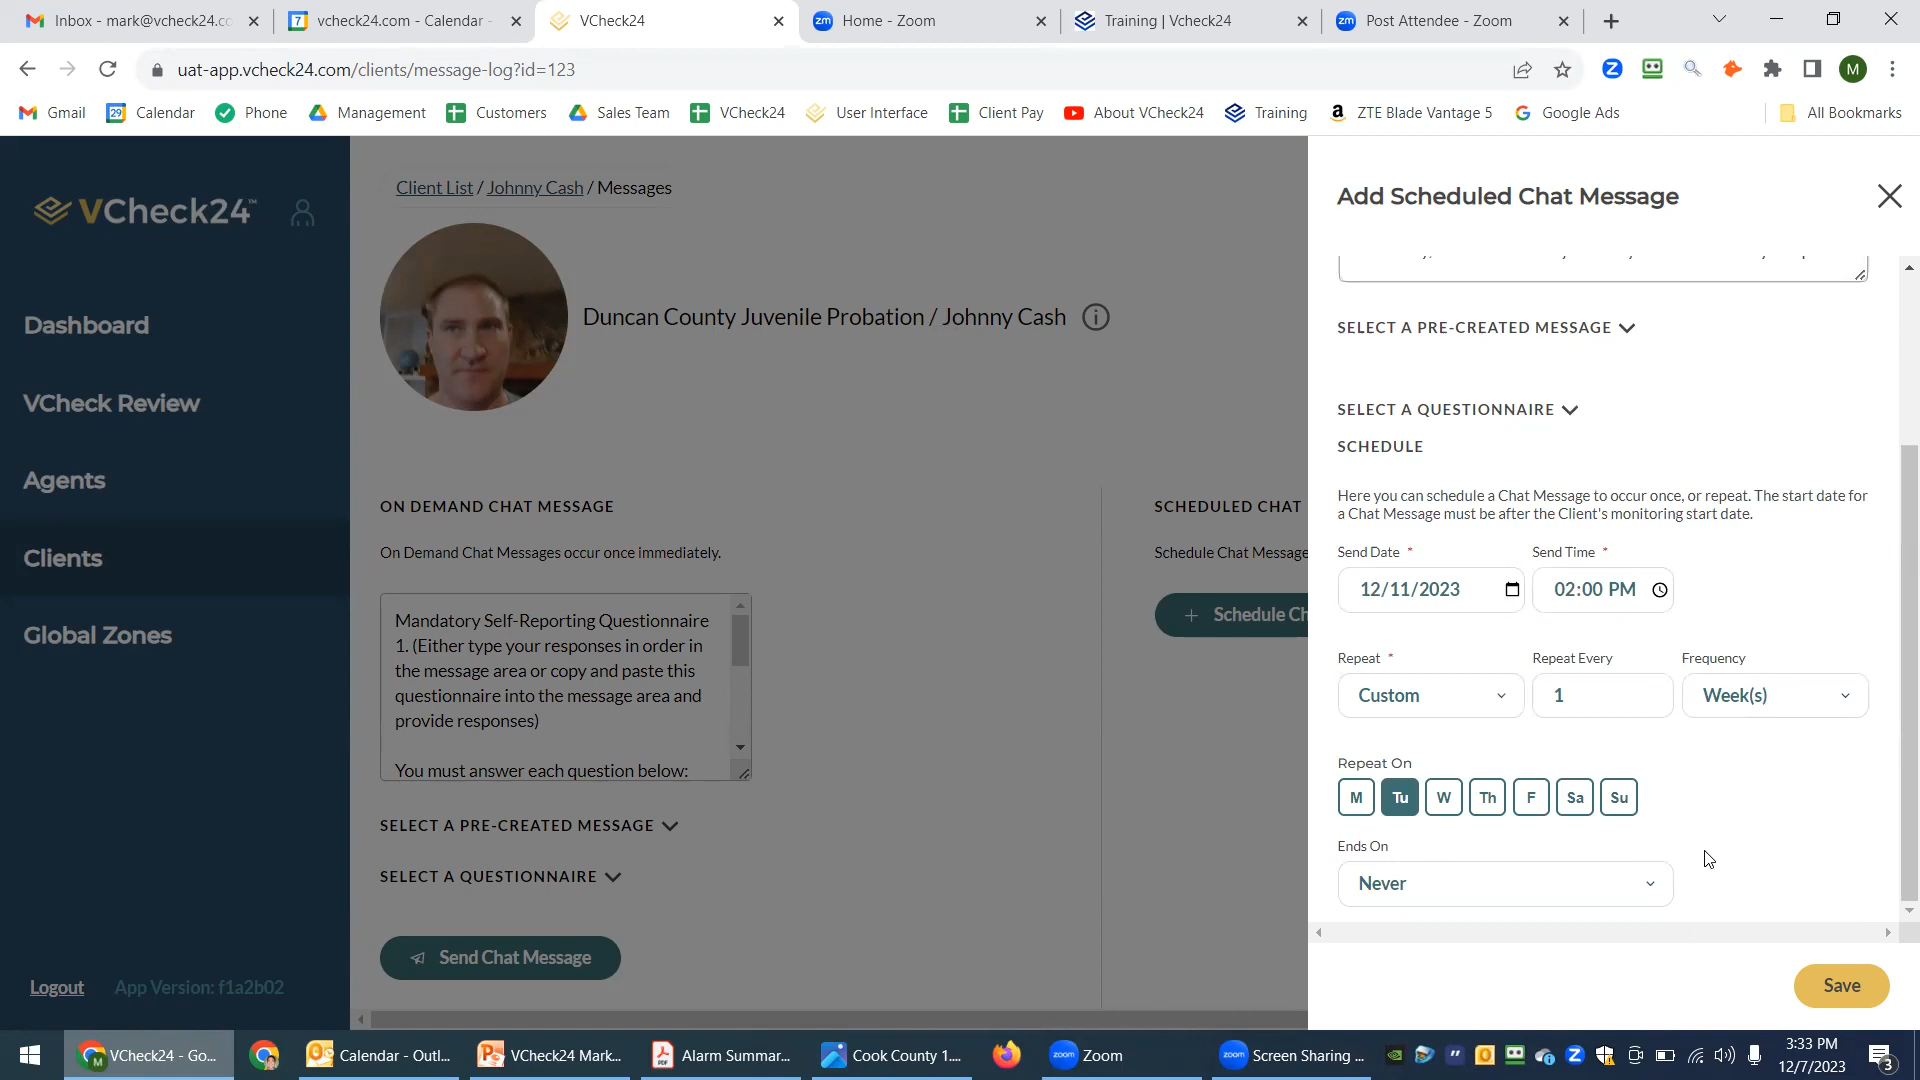 Inbox - mark@vcheck24.co
vcheck24.com - Calendar -
VCheck24
Home - Zoom
Training | Vcheck24
Post Attendee - Zoom
uat-app.vcheck24.com/clients/message-log?id=123
M
Gmail
Calendar
Phone
Management
Customers
Sales Team
VCheck24
User Interface
Client Pay
About VCheck24
Training
ZTE Blade Vantage 5
Google Ads
All Bookmarks
VCheck24™
Dashboard
VCheck Review
Agents
Clients
Global Zones
Logout
App Version: f1a2b02
Client List / Johnny Cash / Messages
Duncan County Juvenile Probation / Johnny Cash
ON DEMAND CHAT MESSAGE
On Demand Chat Messages occur once immediately.
Mandatory Self-Reporting Questionnaire
1. (Either type your responses in order in
the message area or copy and paste this
questionnaire into the message area and
provide responses)
You must answer each question below:
SELECT A PRE-CREATED MESSAGE
SELECT A QUESTIONNAIRE
Send Chat Message
SCHEDULED CHAT
Schedule Chat Message
+ Schedule Ch
Add Scheduled Chat Message
SELECT A PRE-CREATED MESSAGE
SELECT A QUESTIONNAIRE
SCHEDULE
Here you can schedule a Chat Message to occur once, or repeat. The start date for
a Chat Message must be after the Client's monitoring start date.
Send Date *
Send Time *
12/11/2023
02:00 PM
Repeat *
Repeat Every
Frequency
Custom
1
Week(s)
Repeat On
M Tu W Th F Sa Su
Ends On
Never
Save
VCheck24 - Go...
Calendar - Outl...
VCheck24 Mark...
Alarm Summar...
Cook County 1....
Zoom
Screen Sharing ...
3:33 PM
12/7/2023
3